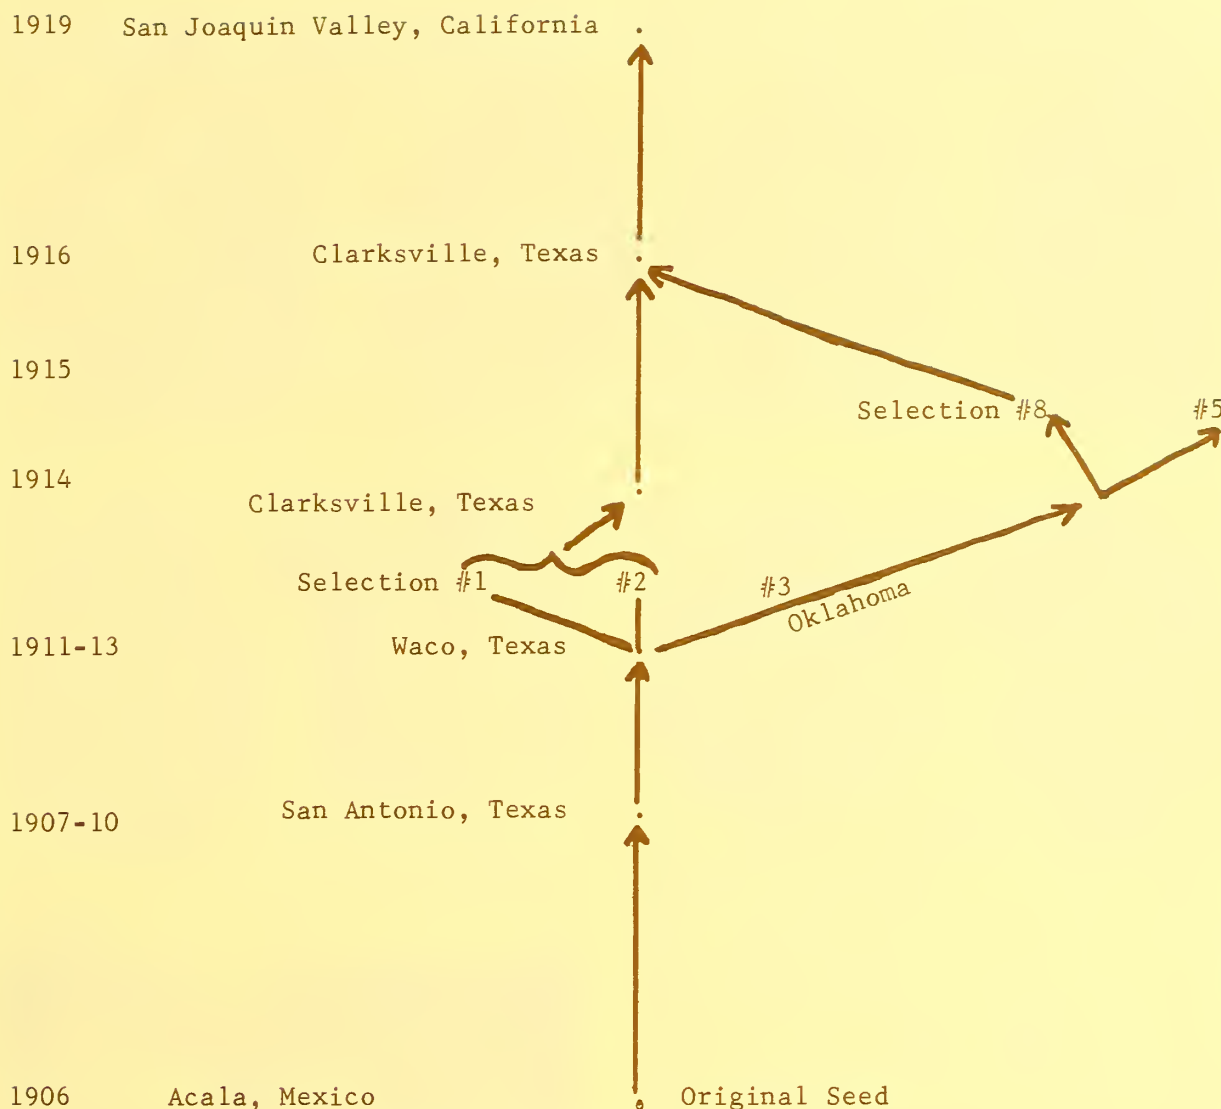 1919 San Joaquin Valley, California
1916 Clarksville, Texas
1915
Selection #8 #5
1914
Clarksville, Texas
Selection #1 #2 #3
Oklahoma
1911-13 Waco, Texas
1907-10 San Antonio, Texas
1906 Acala, Mexico Original Seed